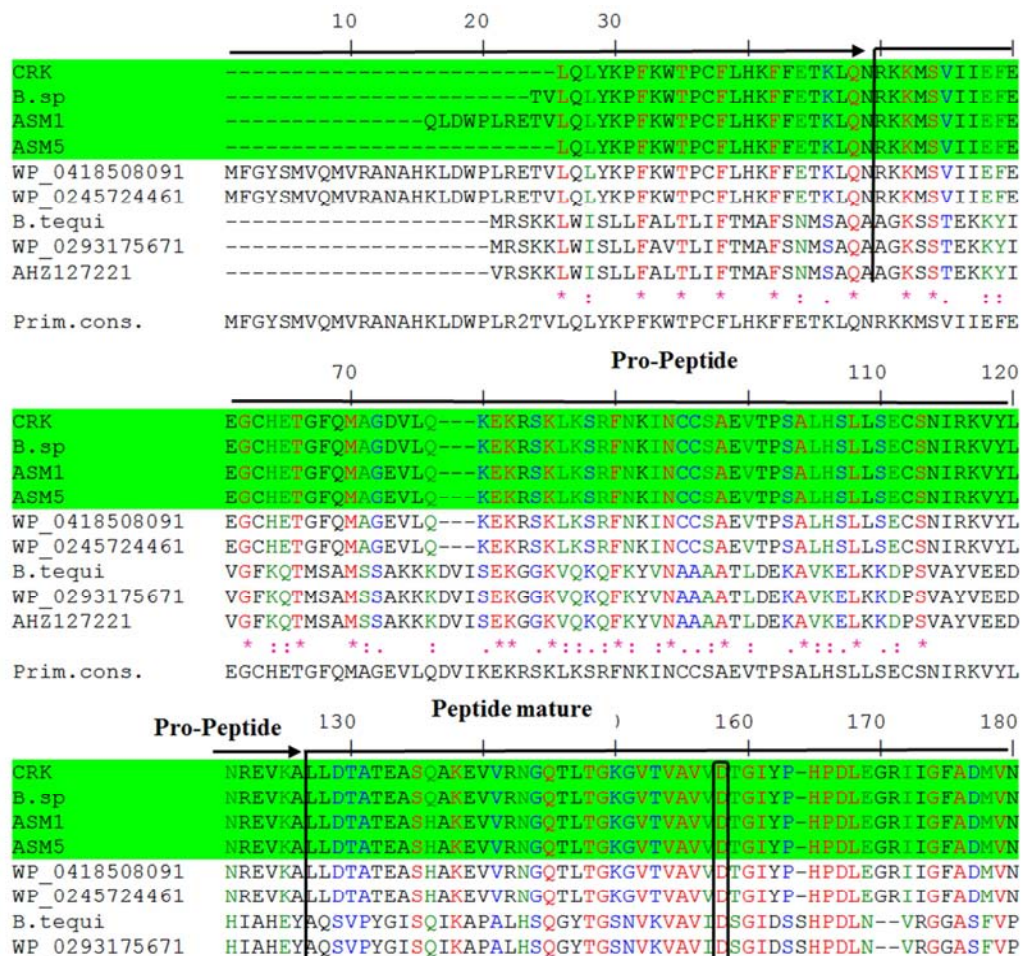 10 20 30
CRK -------------------------LQLYKPFKWTPCFLHKFFETKLQNRKKMSVIIEFE
B.sp -----------------------TVLQLYKPFKWTPCFLHKFFETKLQNRKKMSVIIEFE
ASM1 ---------------QLDWPLRETVLQLYKPFKWTPCFLHKFFETKLQNRKKMSVIIEFE
ASM5 -------------------------LQLYKPFKWTPCFLHKFFETKLQNRKKMSVIIEFE
WP_0418508091 MFGYSMVQMVRANAHKLDWPLRETVLQLYKPFKWTPCFLHKFFETKLQNRKKMSVIIEFE
WP_0245724461 MFGYSMVQMVRANAHKLDWPLRETVLQLYKPFKWTPCFLHKFFETKLQNRKKMSVIIEFE
B.tequi --------------------MRSKKLWISLLFALTLIFTMAFSNMSAQAAGKSSTEKKYI
WP_0293175671 --------------------MRSKKLWISLLFAVTLIFTMAFSNMSAQAAGKSSTEKKYI
AHZ127221 --------------------VRSKKLWISLLFALTLIFTMAFSNMSAQAAGKSSTEKKYI
* : * * * * : . * * * . : :
Prim.cons. MFGYSMVQMVRANAHKLDWPLR2TVLQLYKPFKWTPCFLHKFFETKLQNRKKMSVIIEFE
Pro-Peptide
70 110 120
CRK EGCHETGFQMAGDVLQ---KEKRSKLKSRFNKINCCSAEVTPSALHSLLSECSNIRKVYL
B.sp EGCHETGFQMAGDVLQ---KEKRSKLKSRFNKINCCSAEVTPSALHSLLSECSNIRKVYL
ASM1 EGCHETGFQMAGEVLQ---KEKRSKLKSRFNKINCCSAEVTPSALHSLLSECSNIRKVYL
ASM5 EGCHETGFQMAGEVLQ---KEKRSKLKSRFNKINCCSAEVTPSALHSLLSECSNIRKVYL
WP_0418508091 EGCHETGFQMAGEVLQ---KEKRSKLKSRFNKINCCSAEVTPSALHSLLSECSNIRKVYL
WP_0245724461 EGCHETGFQMAGEVLQ---KEKRSKLKSRFNKINCCSAEVTPSALHSLLSECSNIRKVYL
B.tequi VGFKQTMSAMSSAKKKDVISEKGGKVQKQFKYVNAAAATLDEKAVKELKKDPSVAYVEED
WP_0293175671 VGFKQTMSAMSSAKKKDVISEKGGKVQKQFKYVNAAAATLDEKAVKELKKDPSVAYVEED
AHZ127221 VGFKQTMSAMSSAKKKDVISEKGGKVQKQFKYVNAAAATLDEKAVKELKKDPSVAYVEED
Prim.cons. EGCHETGFQMAGEVLQDVIKEKRSKLKSRFNKINCCSAEVTPSALHSLLSECSNIRKVYL
Pro-Peptide Peptide mature
130 160 170 180
CRK NREVKALLDTATEASQAKEVVRNGQTLTGKGVTVAVVDTGIYP-HPDLEGRIIGFADMVN
B.sp NREVKALLDTATEASQAKEVVRNGQTLTGKGVTVAVVDTGIYP-HPDLEGRIIGFADMVN
ASM1 NREVKALLDTATEASHAKEVVRNGQTLTGKGVTVAVVDTGIYP-HPDLEGRIIGFADMVN
ASM5 NREVKALLDTATEASHAKEVVRNGQTLTGKGVTVAVVDTGIYP-HPDLEGRIIGFADMVN
WP_0418508091 NREVKALLDTATEASHAKEVVRNGQTLTGKGVTVAVVDTGIYP-HPDLEGRIIGFADMVN
WP_0245724461 NREVKALLDTATEASHAKEVVRNGQTLTGKGVTVAVVDTGIYP-HPDLEGRIIGFADMVN
B.tequi HIAHEYAQSVPYGISQIKAPALHSQGYTGSNVKVAVIDSGIDSSHPDLN--VRGGASFVP
WP_0293175671 HIAHEYAQSVPYGISQIKAPALHSQGYTGSNVKVAVIDSGIDSSHPDLN--VRGGASFVP